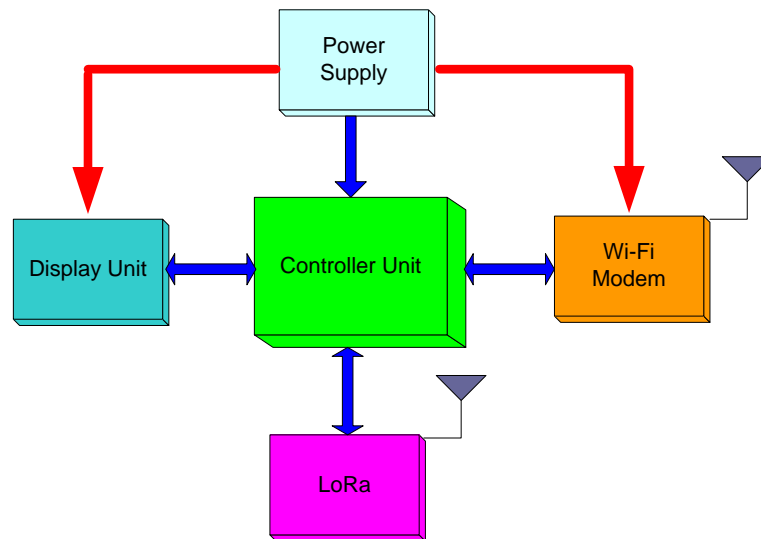 Power
Supply
Display Unit
Controller Unit
Wi-Fi
Modem
LoRa